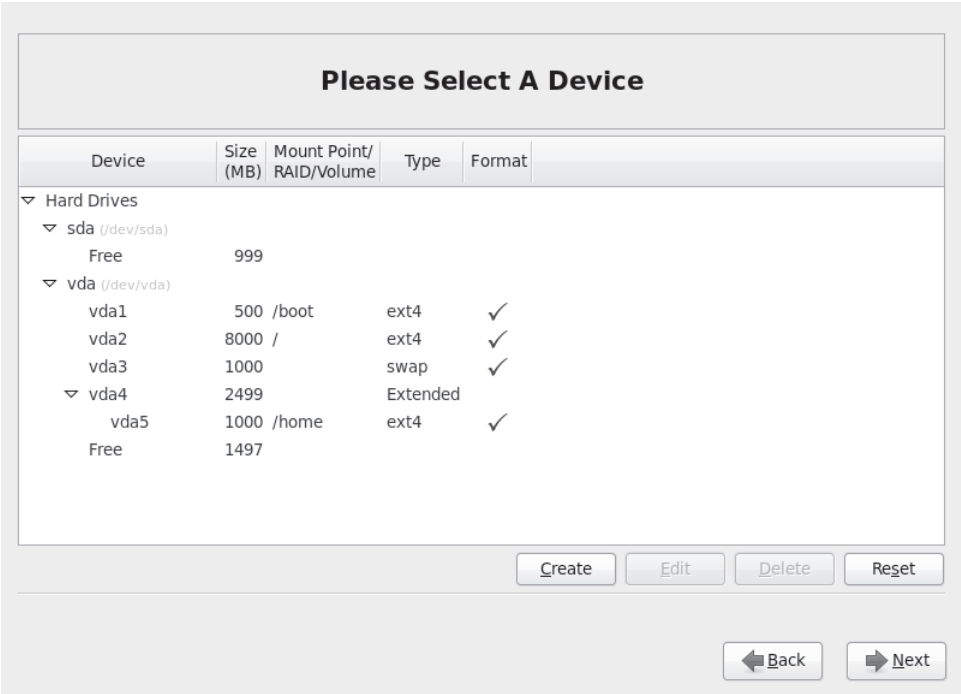 Please Select A Device
Device Size (MB) Mount Point/ RAID/Volume Type Format
Hard Drives
sda (/dev/sda)
Free 999
vda (/dev/vda)
vda1 500 /boot ext4
vda2 8000 / ext4
vda3 1000 swap
vda4 2499 Extended
vda5 1000 /home ext4
Free 1497
Create Edit Delete Reset
Back Next